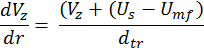 dV_z/dr = (V_z + (U_s − U_mf)/d_tr